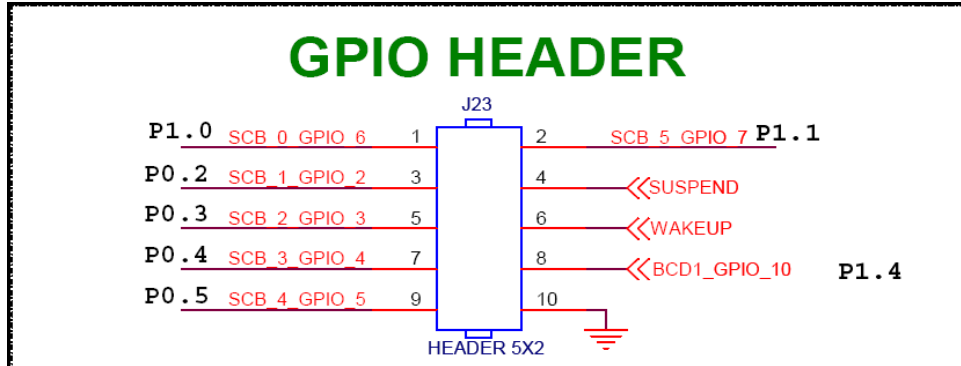 GPIO HEADER
J23
P1.0 SCB_0_GPIO_6 1 2 SCB_5_GPIO_7 P1.1
P0.2 SCB_1_GPIO_2 3 4 SUSPEND
P0.3 SCB_2_GPIO_3 5 6 WAKEUP
P0.4 SCB_3_GPIO_4 7 8 BCD1_GPIO_10 P1.4
P0.5 SCB_4_GPIO_5 9 10
HEADER 5X2